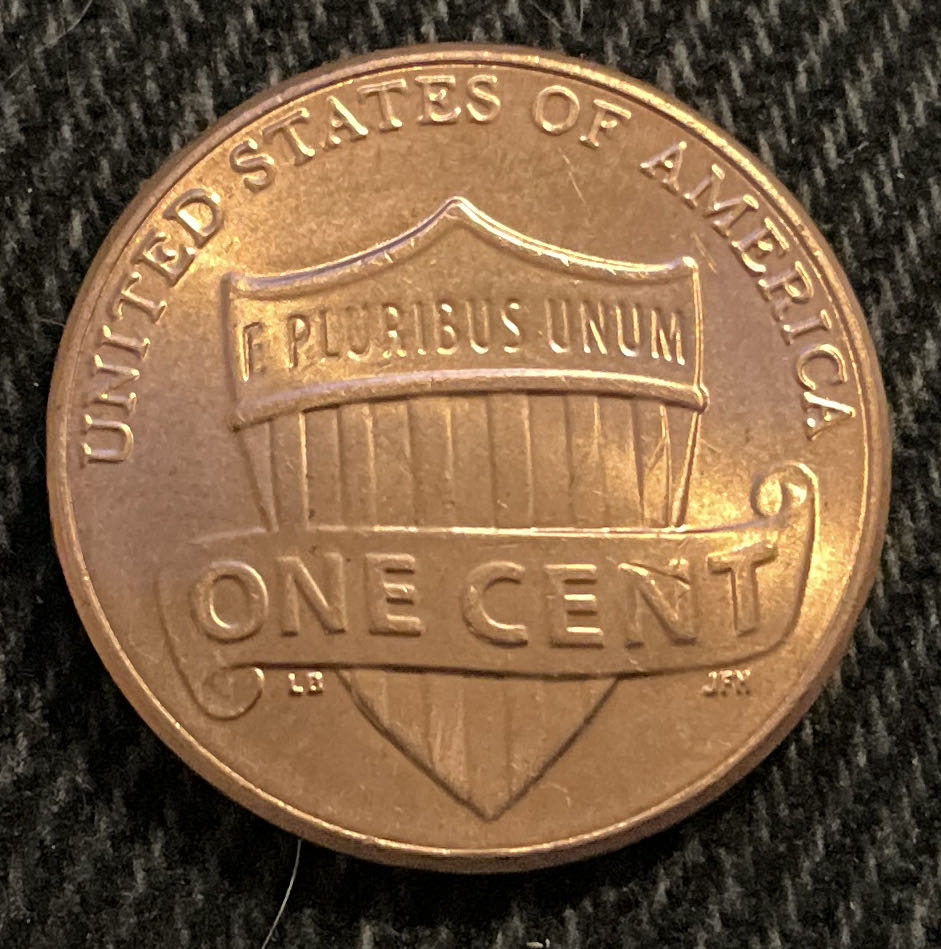 UNITED STATES OF AMERICA
E PLURIBUS UNUM
ONE CENT
LB JFM